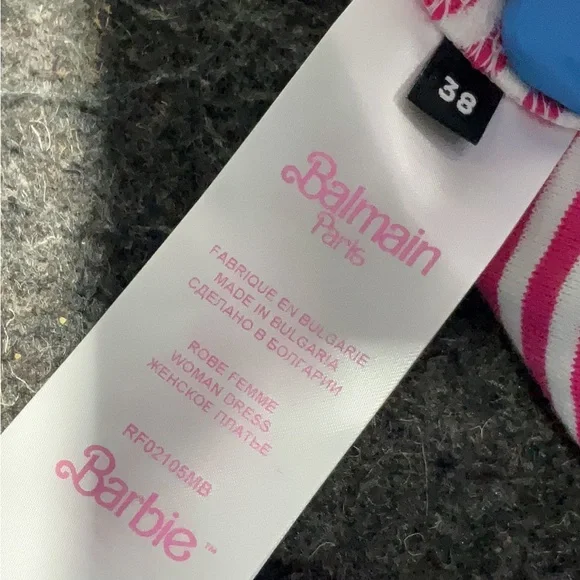 38
Balmain
Paris
FABRIQUE EN BULGARIE
MADE IN BULGARIA
СДЕЛАНО В БОЛГАРИИ
ROBE FEMME
WOMAN DRESS
ЖЕНСКОЕ ПЛАТЬЕ
RF02105MB
Barbie™